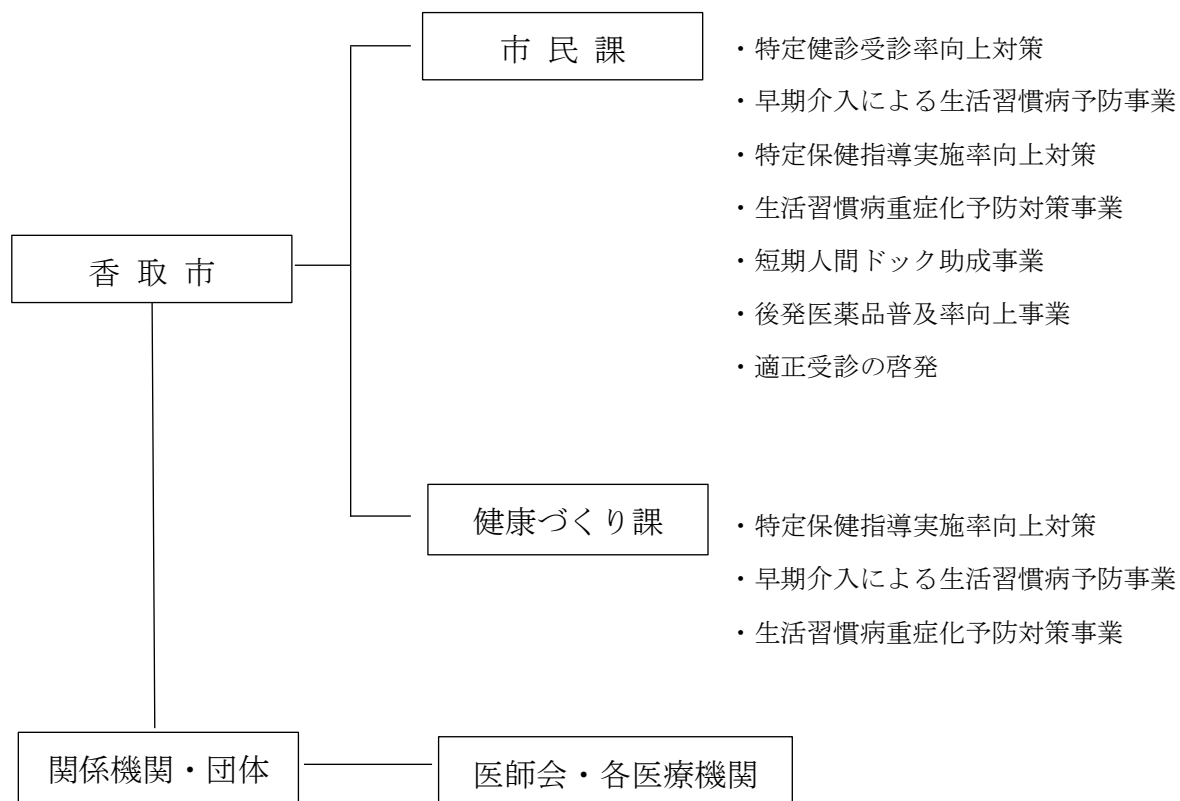 市民課
・特定健診受診率向上対策
・早期介入による生活習慣病予防事業
・特定保健指導実施率向上対策
・生活習慣病重症化予防対策事業
・短期人間ドック助成事業
・後発医薬品普及率向上事業
・適正受診の啓発
香取市
健康づくり課
・特定保健指導実施率向上対策
・早期介入による生活習慣病予防事業
・生活習慣病重症化予防対策事業
関係機関・団体
医師会・各医療機関